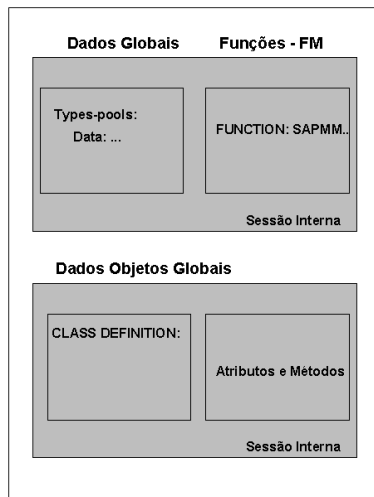 Dados Globais Funções - FM
Types-pools:
Data: ...
FUNCTION: SAPMM..
Sessão Interna
Dados Objetos Globais
CLASS DEFINITION:
Atributos e Métodos
Sessão Interna